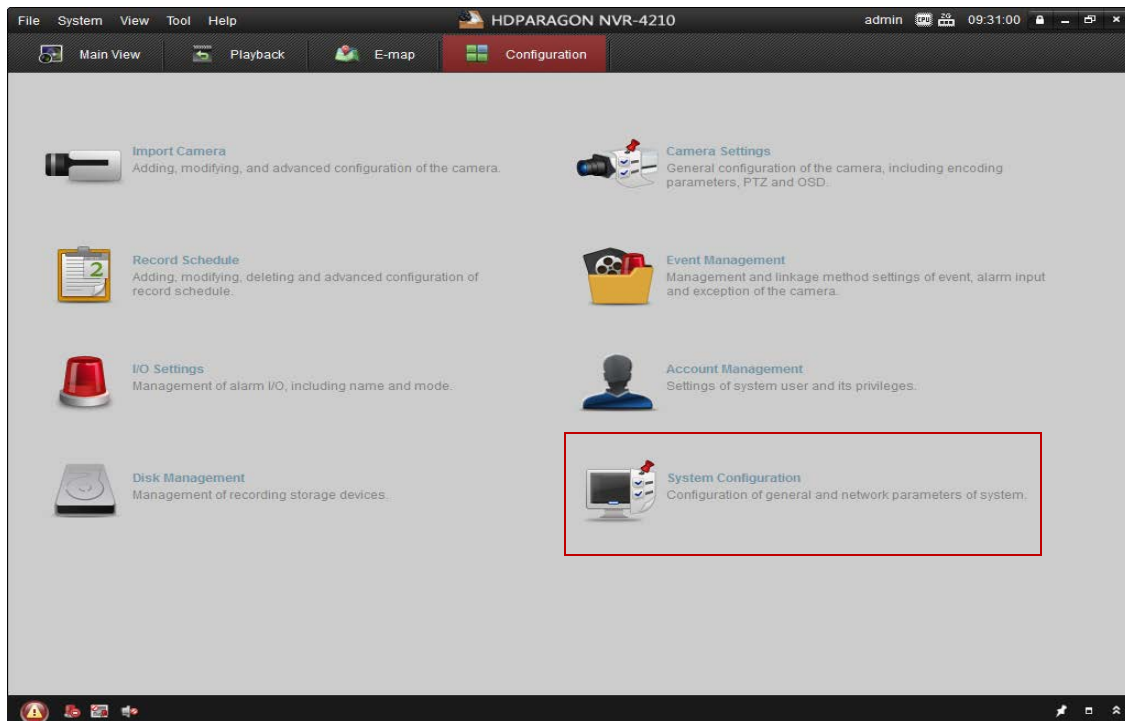 File System View Tool Help
HDPARAGON NVR-4210
admin CPU 2G 09:31:00
Main View Playback E-map Configuration
Import Camera
Adding, modifying, and advanced configuration of the camera.
Camera Settings
General configuration of the camera, including encoding
parameters, PTZ and OSD.
Record Schedule
Adding, modifying, deleting and advanced configuration of
record schedule.
2
Event Management
Management and linkage method settings of event, alarm input
and exception of the camera.
I/O Settings
Management of alarm I/O, including name and mode.
Account Management
Settings of system user and its privileges.
Disk Management
Management of recording storage devices.
System Configuration
Configuration of general and network parameters of system.